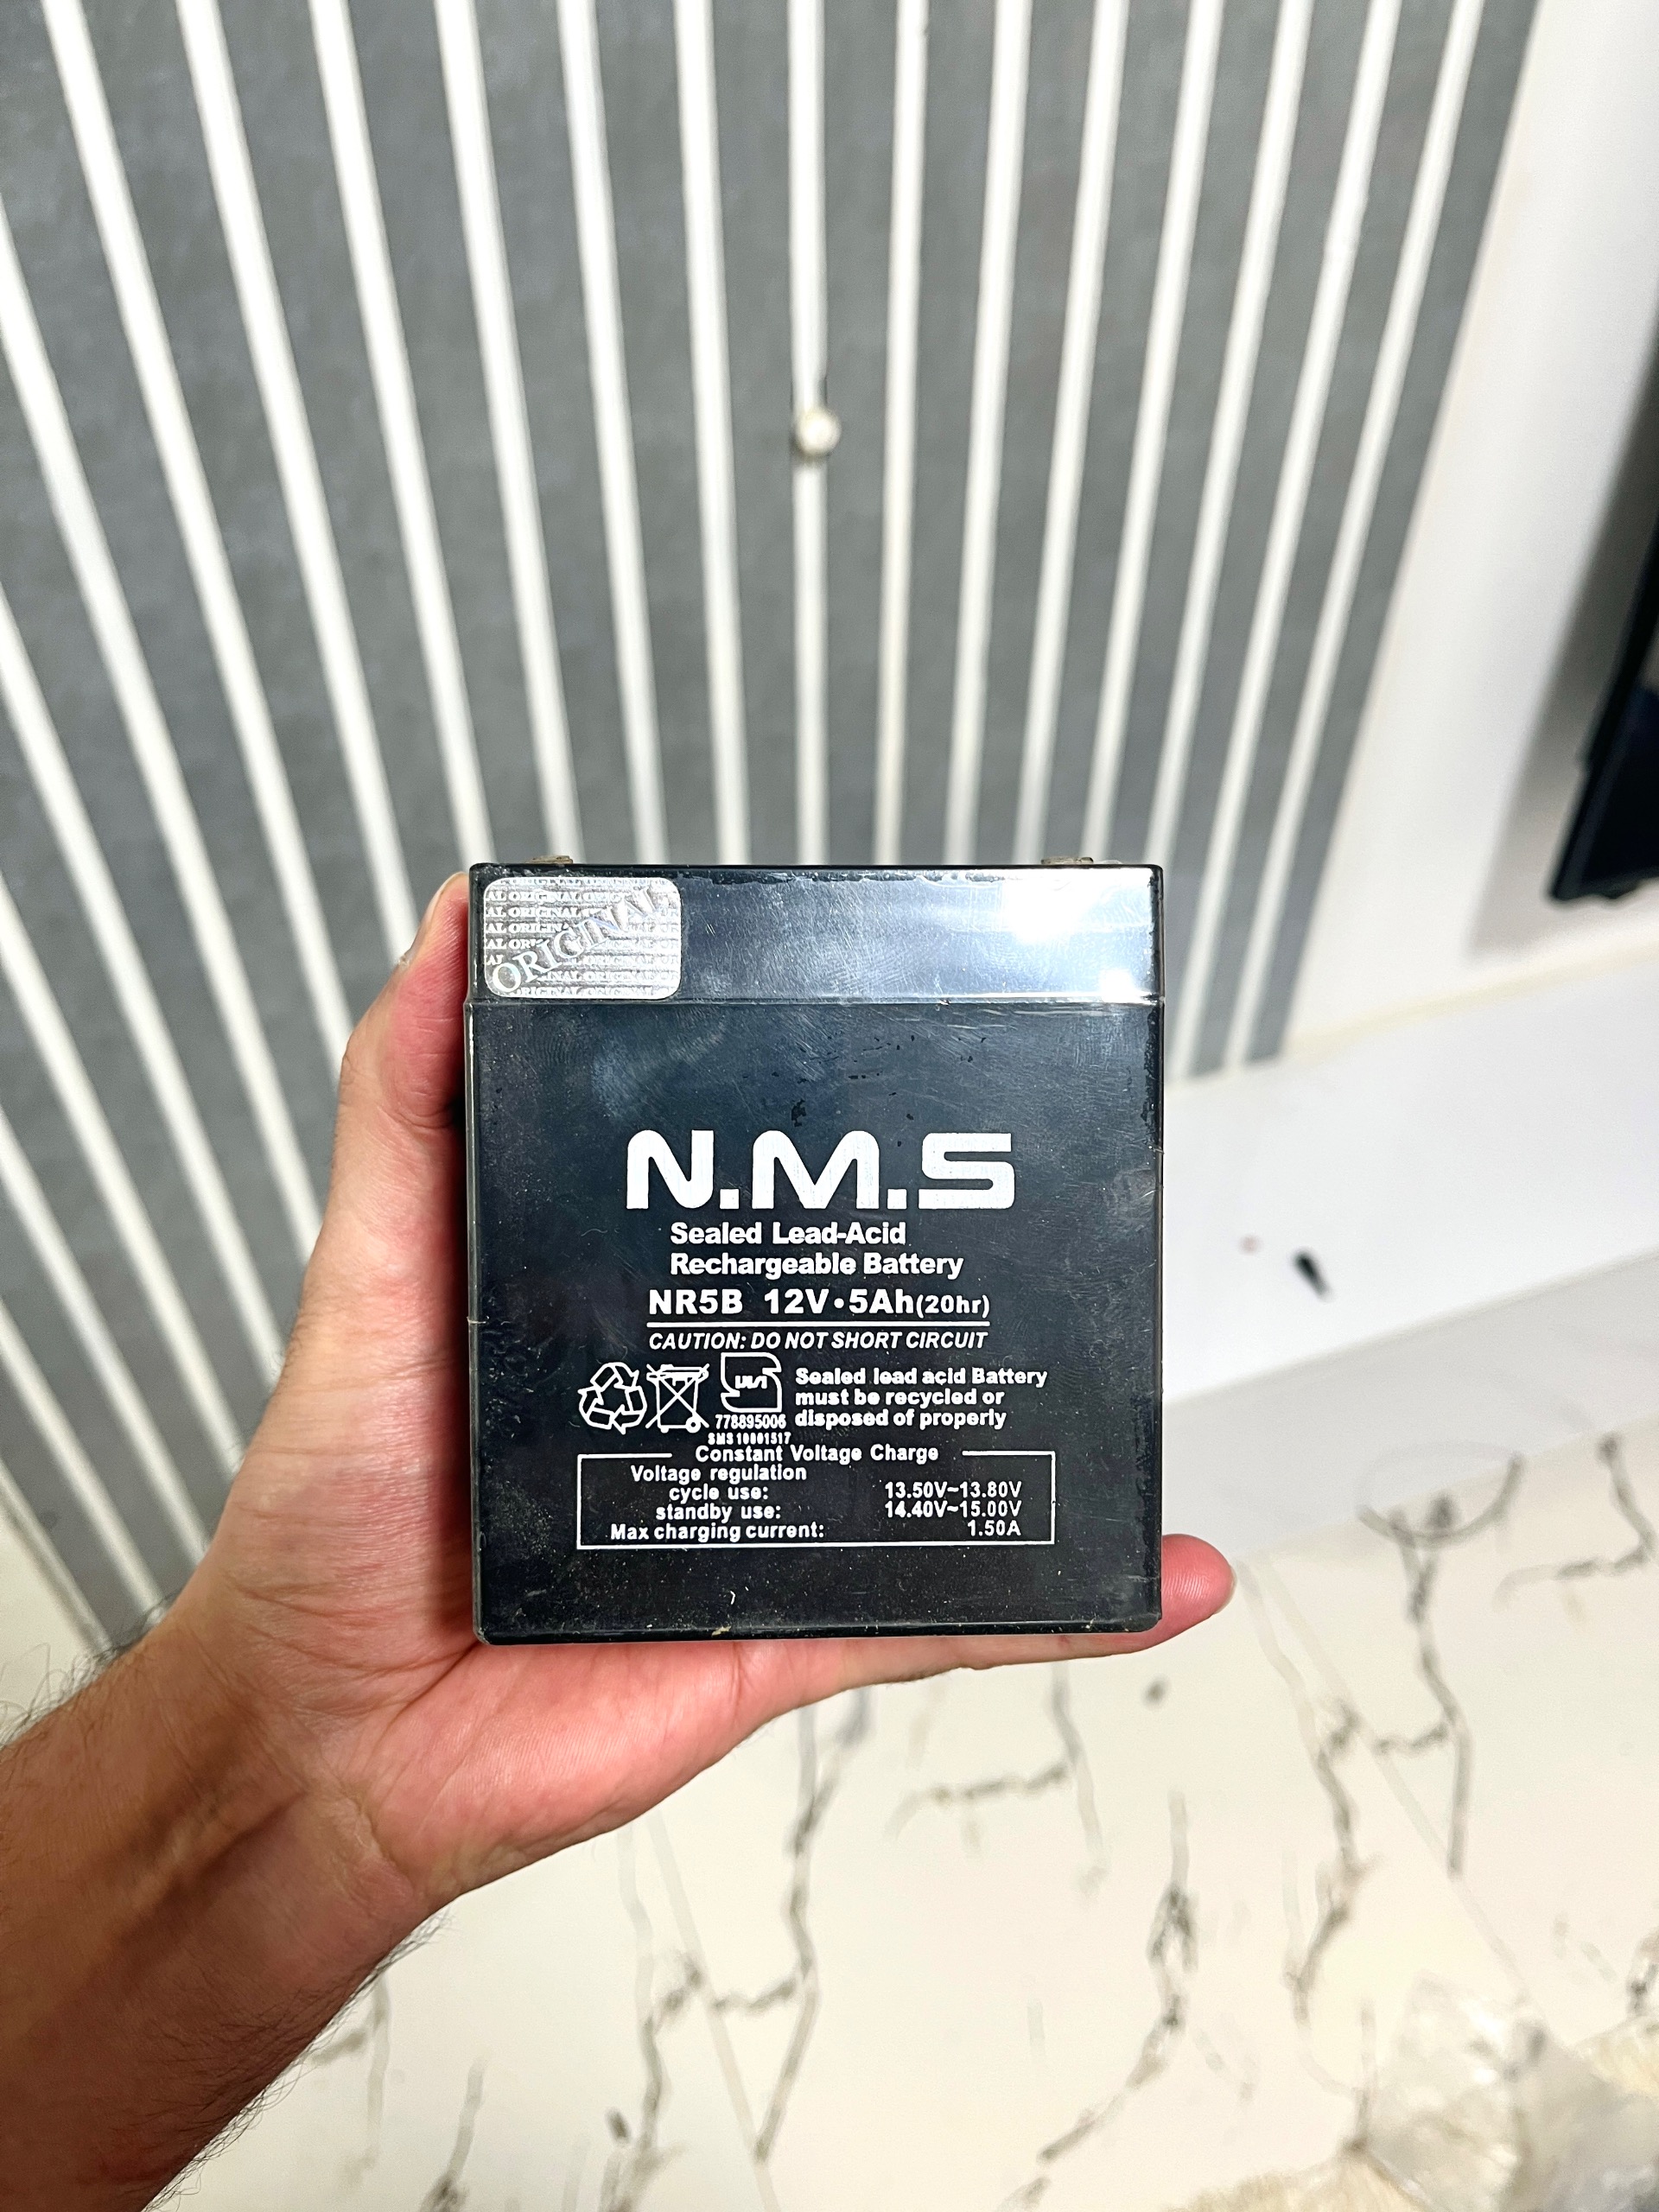 ORIGINAL
N.M.S
Sealed Lead-Acid
Rechargeable Battery
NR5B 12V•5Ah(20hr)
CAUTION: DO NOT SHORT CIRCUIT
Sealed lead acid Battery
must be recycled or
778895006 disposed of properly
SMS10001517
Constant Voltage Charge
Voltage regulation
cycle use: 13.50V~13.80V
standby use: 14.40V~15.00V
Max charging current: 1.50A